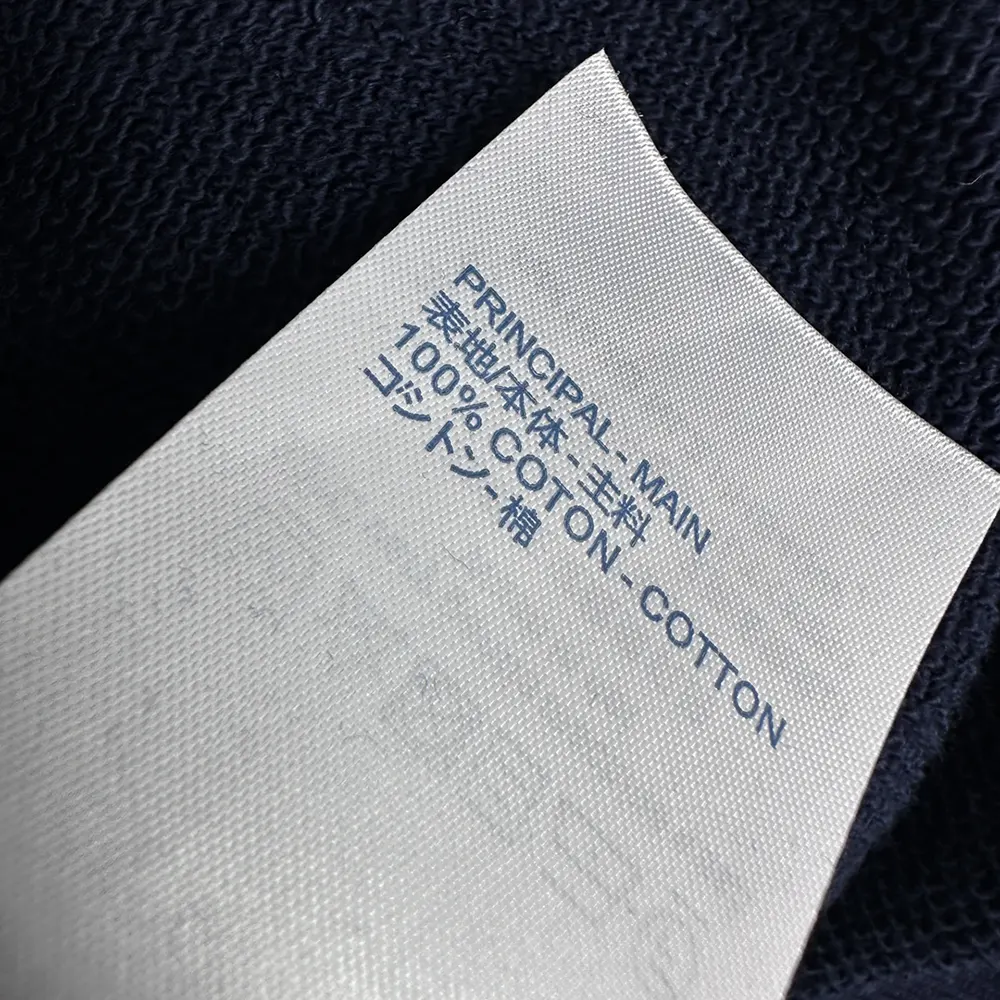 PRINCIPAL - MAIN
表地/本体 - 主料
100% COTON - COTTON
コットン - 棉